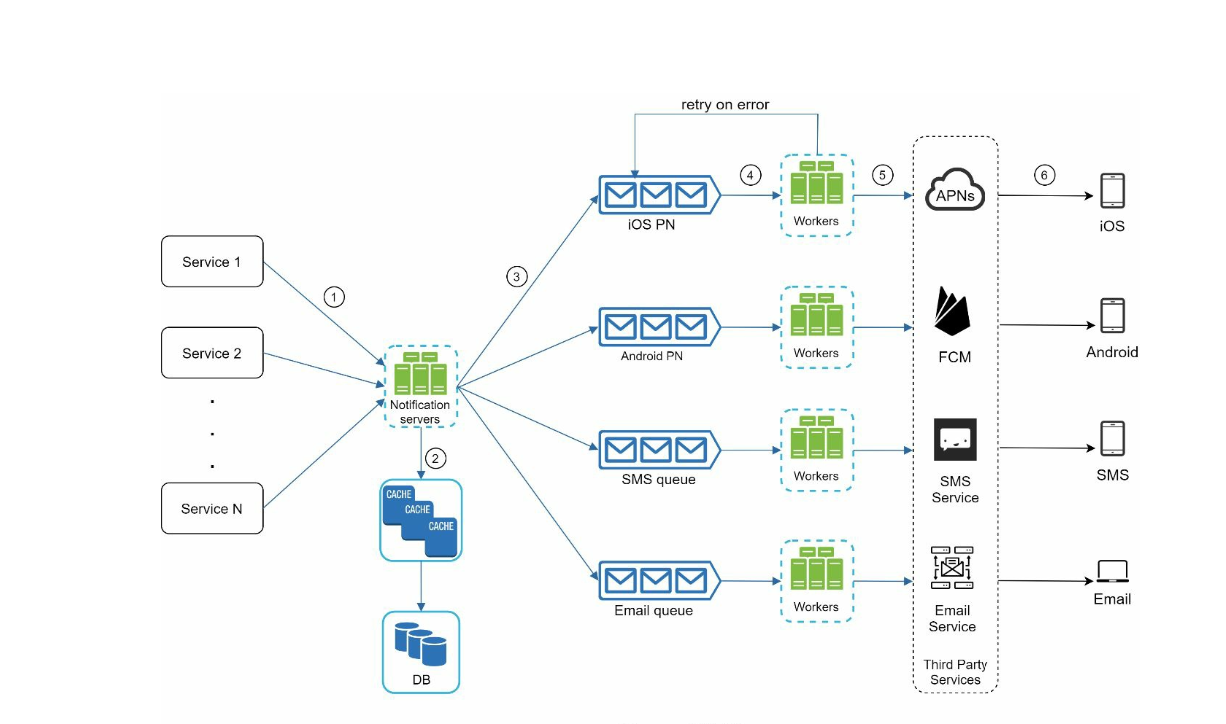 retry on error
4
5
6
APNs
iOS PN
Workers
iOS
Service 1
3
1
Service 2
.
.
.
Notification
servers
Android PN
Workers
FCM
Android
2
CACHE
CACHE
CACHE
SMS queue
Workers
SMS
Service
SMS
Service N
Email queue
Workers
Email
Service
Email
DB
Third Party
Services